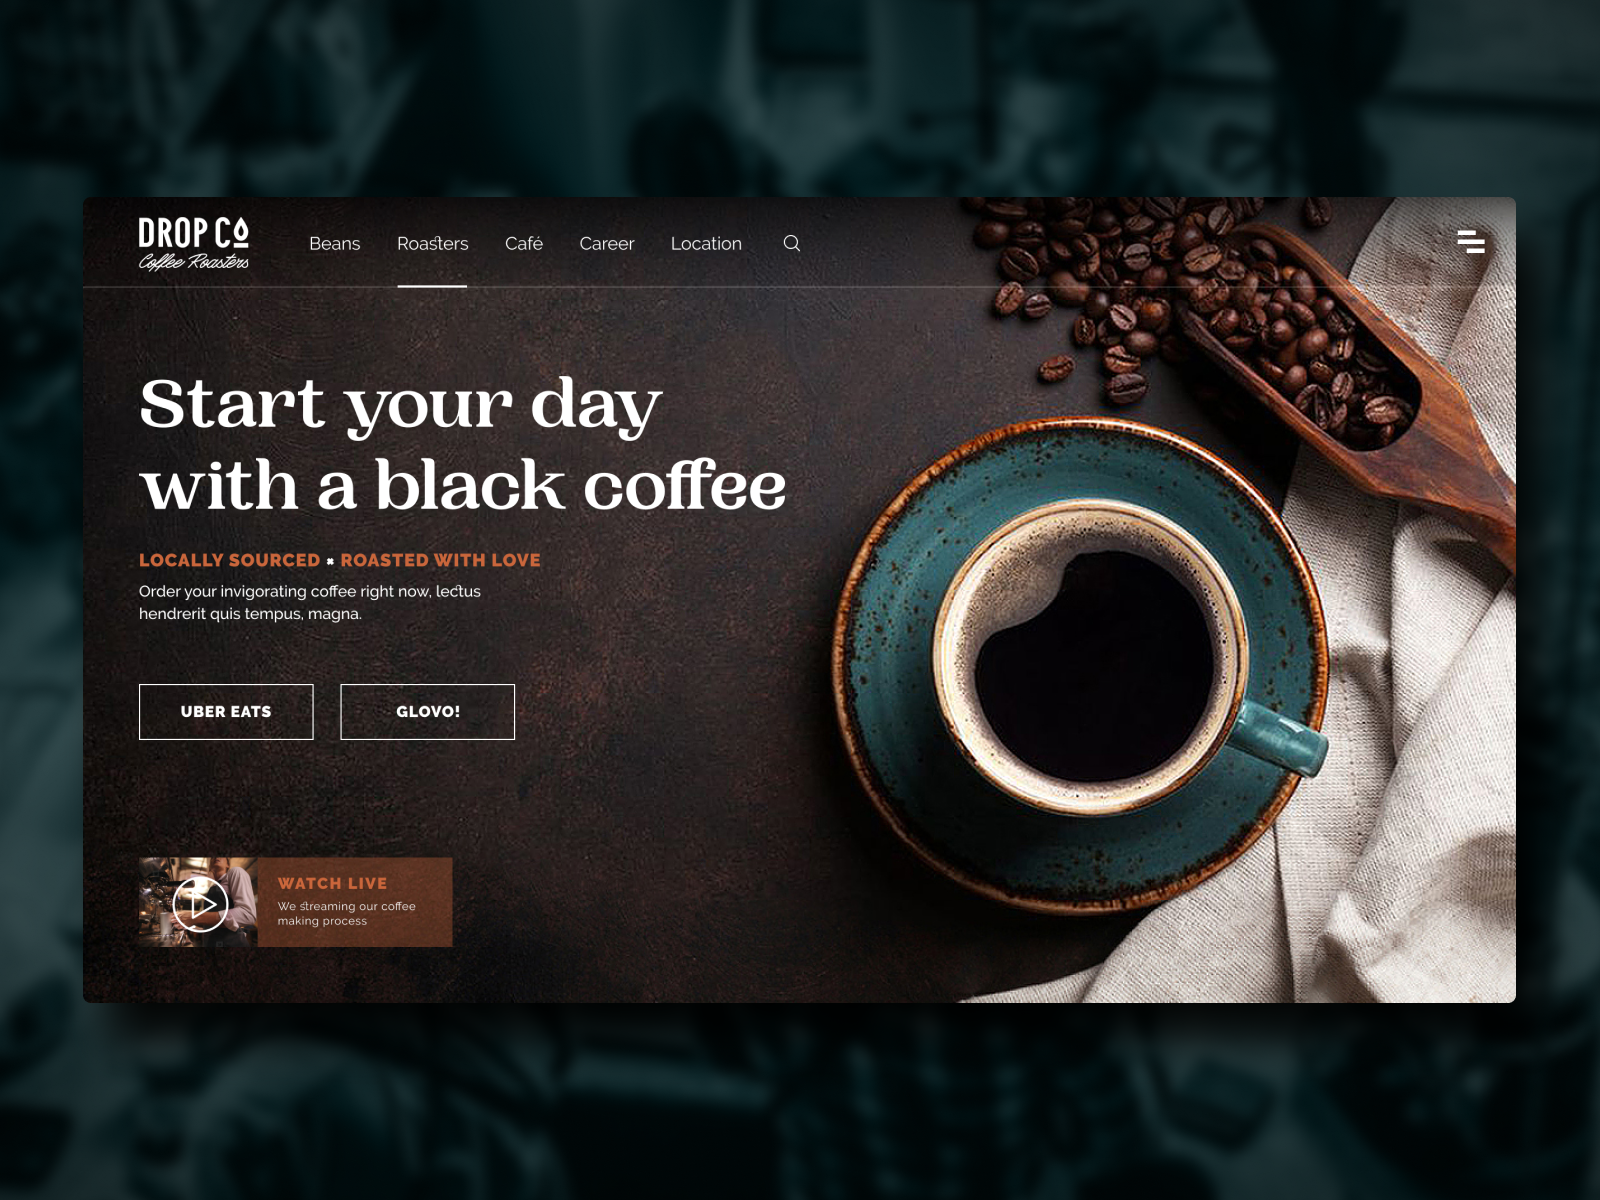 DROP CO
Coffee Roasters
Beans Roasters Café Career Location
Start your day
with a black coffee
LOCALLY SOURCED ✖ ROASTED WITH LOVE
Order your invigorating coffee right now, lectus
hendrerit quis tempus, magna.
UBER EATS GLOVO!
WATCH LIVE
We streaming our coffee
making process